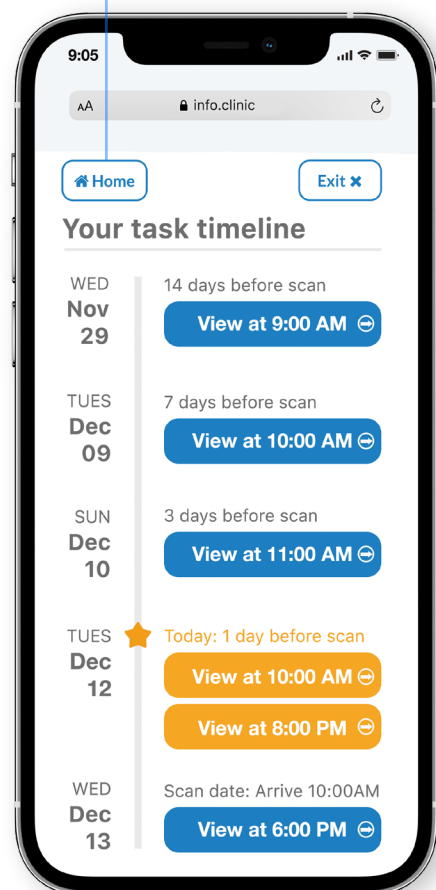 9:05
AA info.clinic
Home Exit
Your task timeline
WED
Nov
29
14 days before scan
View at 9:00 AM
TUES
Dec
09
7 days before scan
View at 10:00 AM
SUN
Dec
10
3 days before scan
View at 11:00 AM
TUES
Dec
12
Today: 1 day before scan
View at 10:00 AM
View at 8:00 PM
WED
Dec
13
Scan date: Arrive 10:00AM
View at 6:00 PM